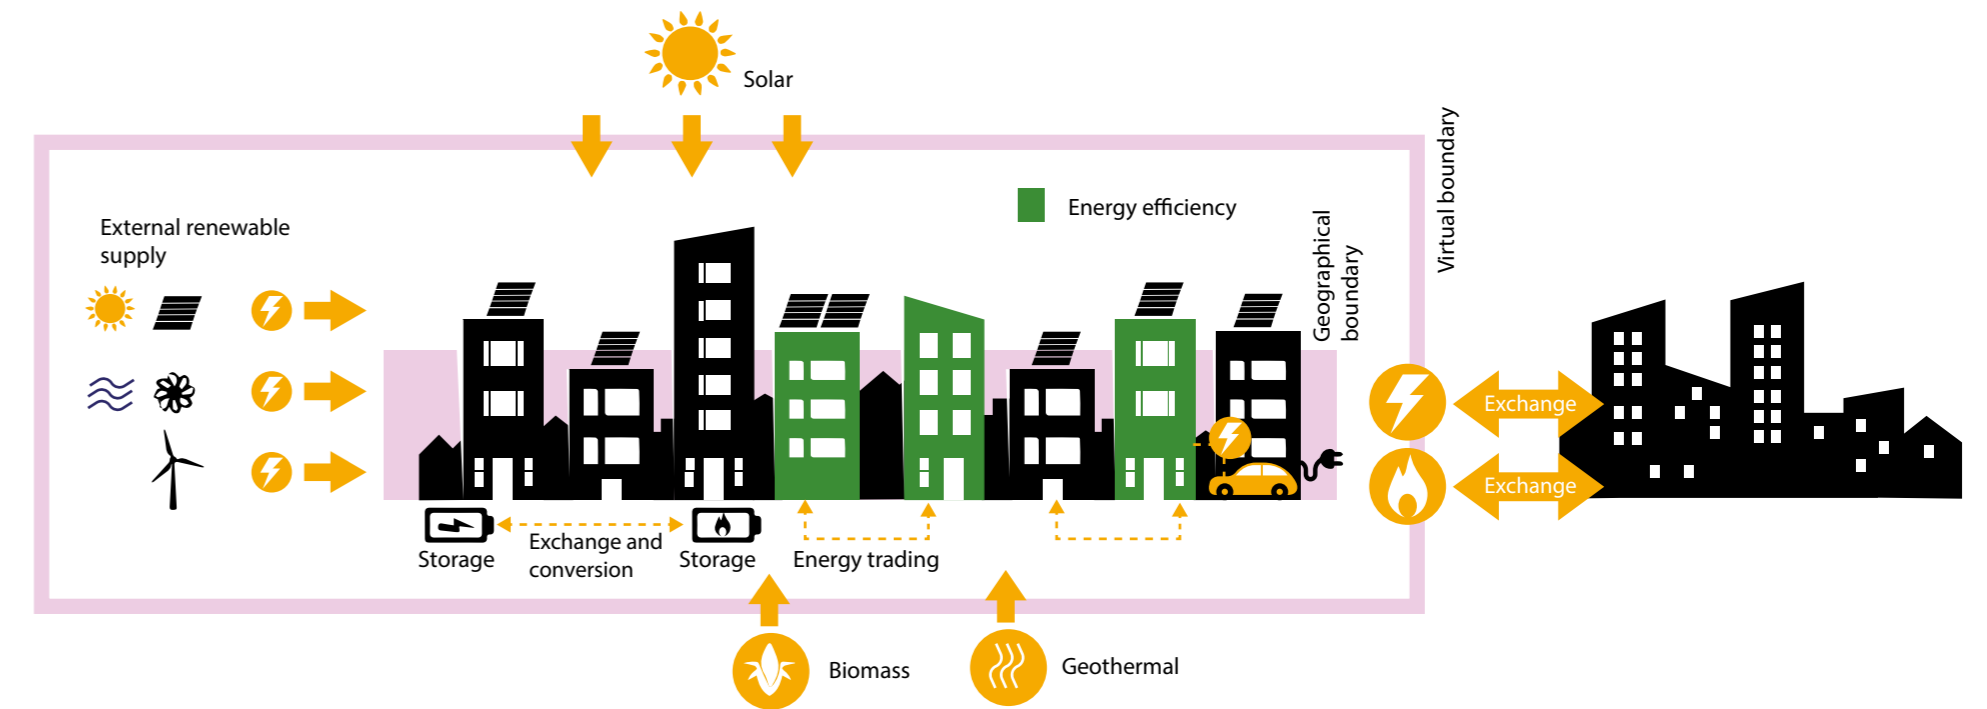 Solar
Virtual boundary
External renewable
supply
Energy efficiency
Geographical
boundary
Exchange
Exchange
Storage
Exchange and
conversion
Storage
Energy trading
Biomass
Geothermal